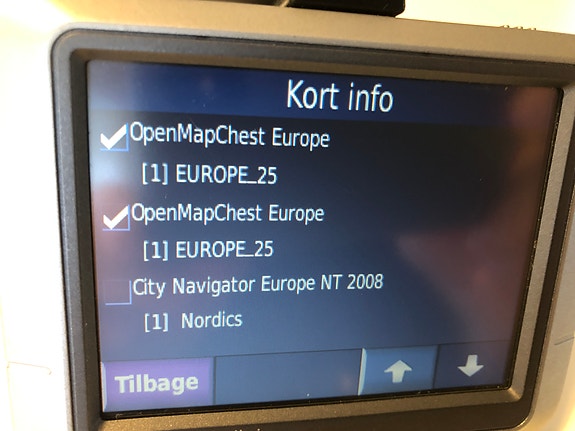 Kort info
OpenMapChest Europe
[1] EUROPE_25
OpenMapChest Europe
[1] EUROPE_25
City Navigator Europe NT 2008
[1] Nordics
Tilbage